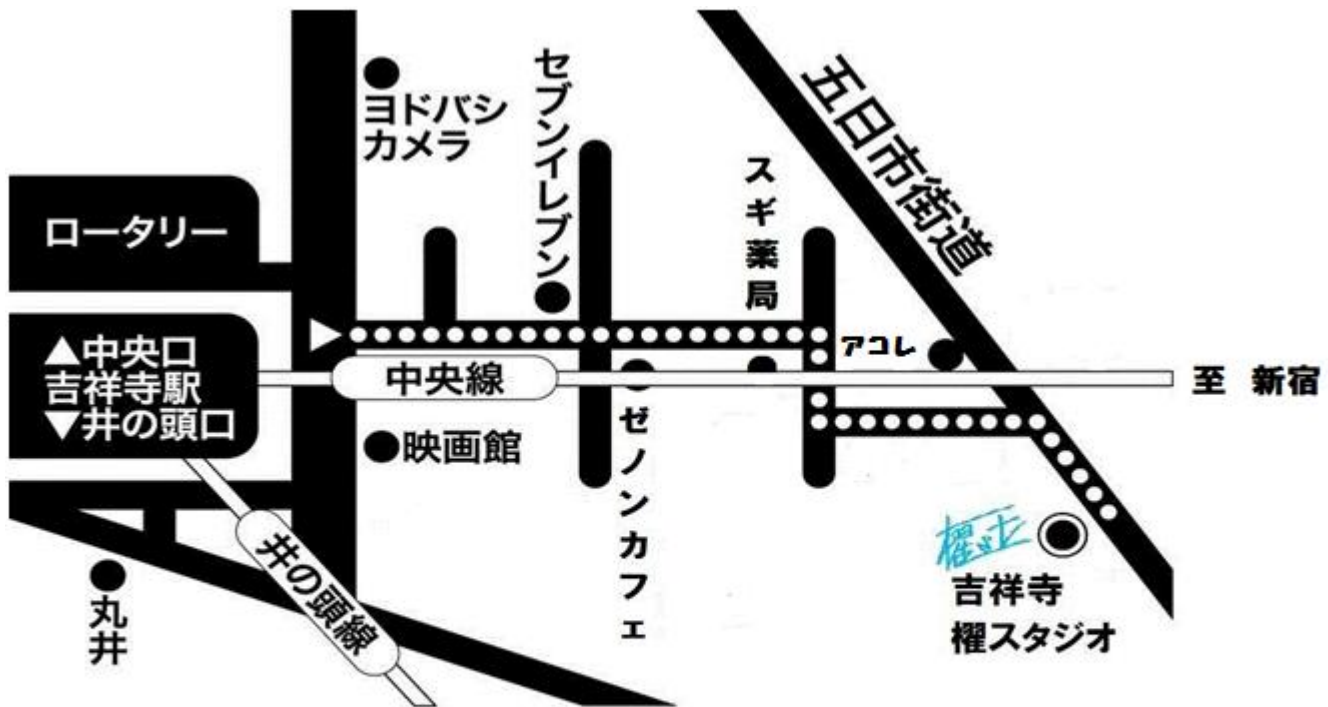 ヨドバシ
カメラ
セブンイレブン
スギ薬局
五日市街道
ロータリー
▲中央口
吉祥寺駅
▼井の頭口
中央線
アコレ
至 新宿
映画館
ゼノンカフェ
丸井
井の頭線
吉祥寺
櫂スタジオ